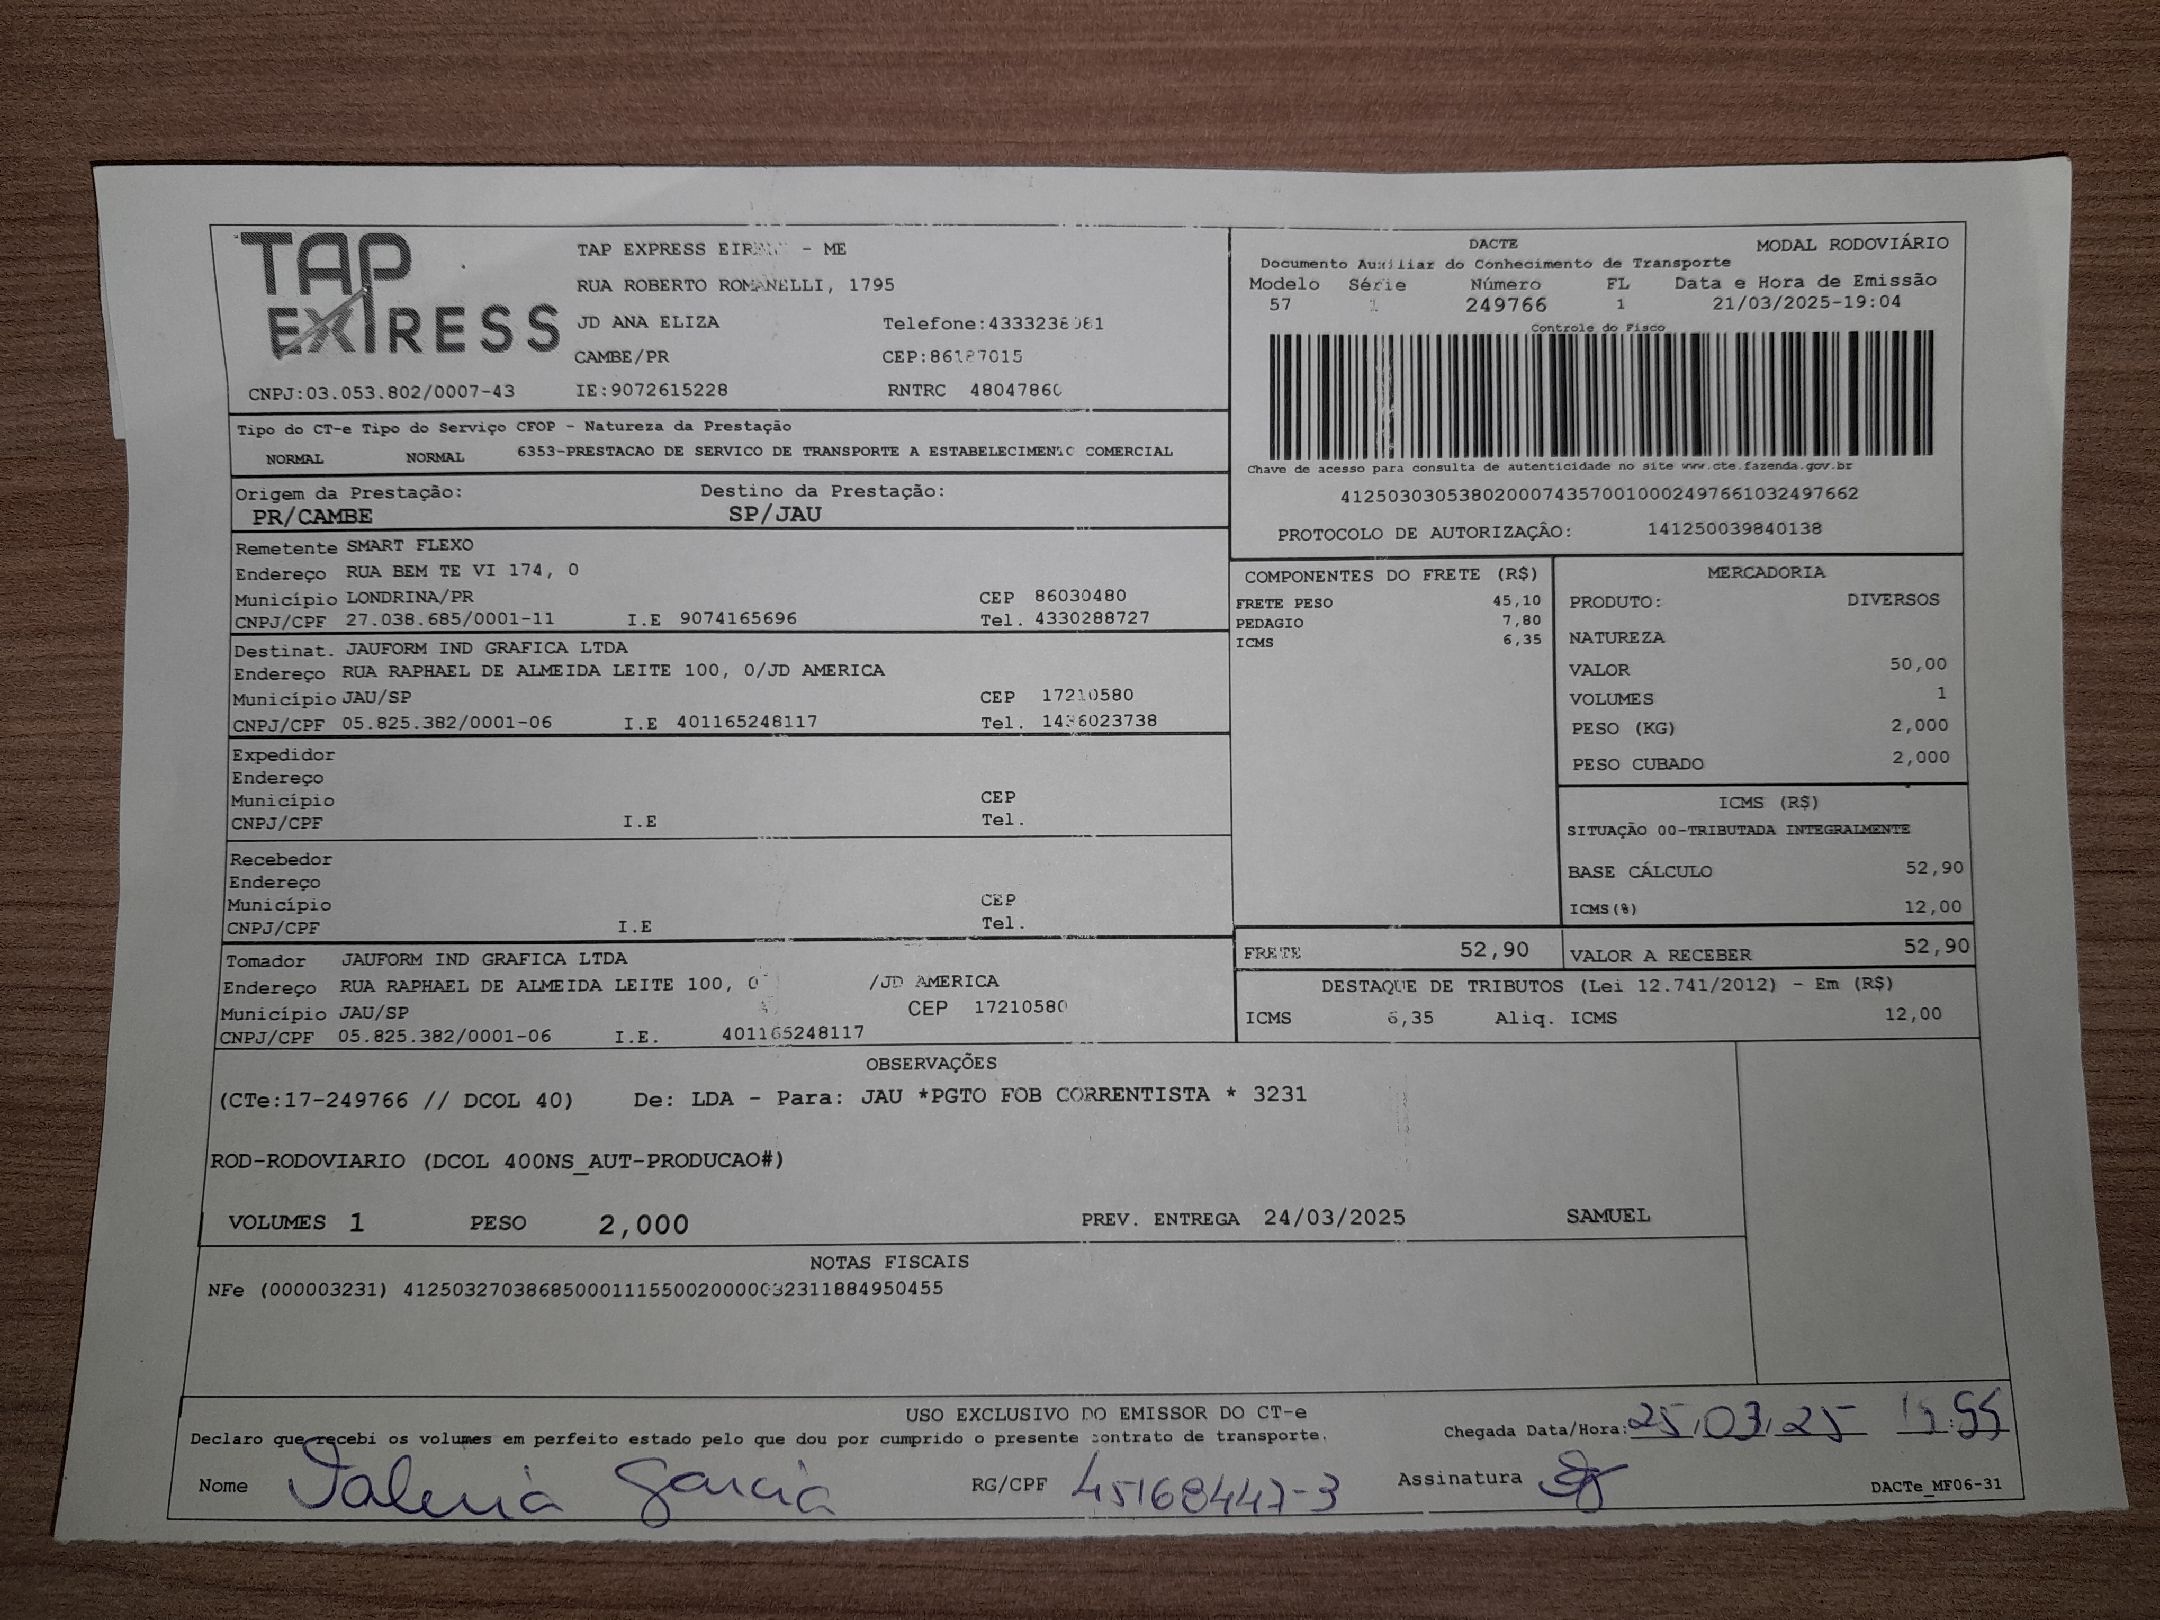 TAP
EXPRESS
TAP EXPRESS - ME
RUA ROBERTO ROMANELLI, 1795
JD ANA ELIZA
CAMBE/PR
CNPJ:03.053.802/0007-43 IE:9072615228 RNTRC
DACTE MODAL RODOVIÁRIO
Documento Auxiliar do Conhecimento de Transporte
Modelo Série Número FL Data e Hora de Emissão
57 1 249766 1 21/03/2025-19:04
Controle do Fisco
Chave de acesso para consulta de autenticidade no site www.cte.fazenda.gov.br
41250303053802000743570010002497661032497662
PROTOCOLO DE AUTORIZAÇÂO: 141250039840138
Tipo do CT-e Tipo do Serviço CFOP - Natureza da Prestação
NORMAL NORMAL 6353-PRESTACAO DE SERVICO DE TRANSPORTE A ESTABELECIMENTO COMERCIAL
Origem da Prestação: Destino da Prestação:
PR/CAMBE SP/JAU
Remetente SMART FLEXO
Endereço RUA BEM TE VI 174, 0
Município LONDRINA/PR CEP 86030480
CNPJ/CPF 27.038.685/0001-11 I.E 9074165696 Tel. 4330288727
Destinat. JAUFORM IND GRAFICA LTDA
Endereço RUA RAPHAEL DE ALMEIDA LEITE 100, 0/JD AMERICA
Município JAU/SP CEP 17210580
CNPJ/CPF 05.825.382/0001-06 I.E 401165248117 Tel. 1436023738
Expedidor
Endereço
Município CEP
CNPJ/CPF I.E Tel.
Recebedor
Endereço
Município CEP
CNPJ/CPF I.E Tel.
Tomador JAUFORM IND GRAFICA LTDA
Endereço RUA RAPHAEL DE ALMEIDA LEITE 100, 0 /JD AMERICA
Município JAU/SP CEP 17210580
CNPJ/CPF 05.825.382/0001-06 I.E. 401165248117
COMPONENTES DO FRETE (R$)
FRETE PESO 45,10
PEDAGIO 7,80
ICMS 6,35
MERCADORIA
PRODUTO: DIVERSOS
NATUREZA
VALOR 50,00
VOLUMES 1
PESO (KG) 2,000
PESO CUBADO 2,000
ICMS (R$)
SITUAÇÃO 00-TRIBUTADA INTEGRALMENTE
BASE CÁLCULO 52,90
ICMS(%) 12,00
FRETE 52,90 VALOR A RECEBER 52,90
DESTAQUE DE TRIBUTOS (Lei 12.741/2012) - Em (R$)
ICMS 6,35 Aliq. ICMS 12,00
OBSERVAÇÕES
(CTe:17-249766 // DCOL 40) De: LDA - Para: JAU *PGTO FOB CORRENTISTA * 3231
ROD-RODOVIARIO (DCOL 400NS_AUT-PRODUCAO#)
VOLUMES 1 PESO 2,000 PREV. ENTREGA 24/03/2025 SAMUEL
NOTAS FISCAIS
NFe (000003231) 41250327038685000111550020000032311884950455
USO EXCLUSIVO DO EMISSOR DO CT-e
Declaro que recebi os volumes em perfeito estado pelo que dou por cumprido o presente contrato de transporte. Chegada Data/Hora: 25/03/25
Nome Valeria Garcia RG/CPF 45168447-3 Assinatura DACTe_MF06-31